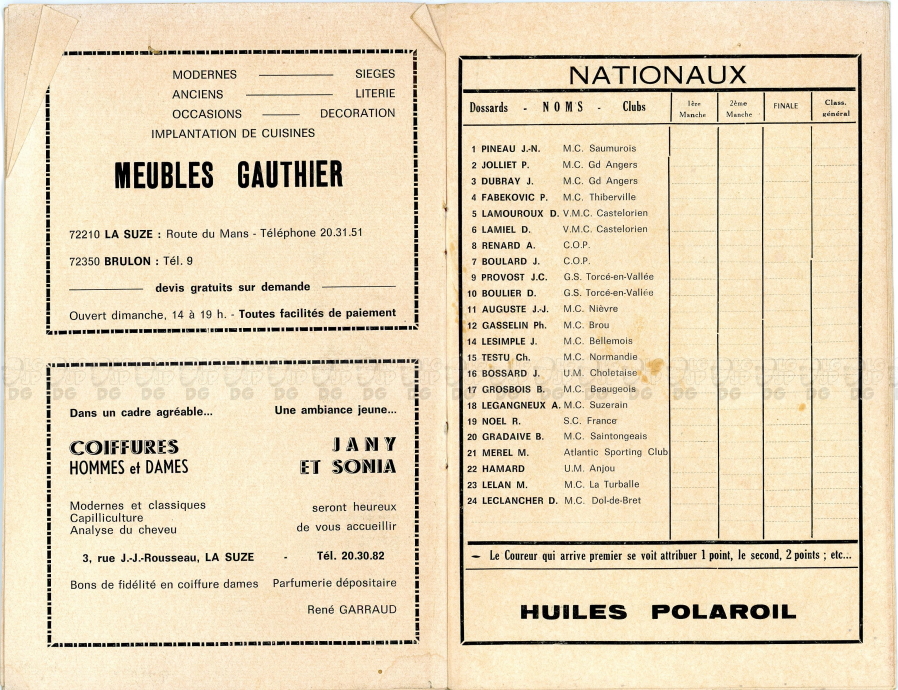 MODERNES ——— SIEGES
ANCIENS ——— LITERIE
OCCASIONS ——— DECORATION
IMPLANTATION DE CUISINES
MEUBLES GAUTHIER
72210 LA SUZE : Route du Mans - Téléphone 20.31.51
72350 BRULON : Tél. 9
devis gratuits sur demande
Ouvert dimanche, 14 à 19 h. - Toutes facilités de paiement
Dans un cadre agréable... Une ambiance jeune...
COIFFURES JANY
HOMMES et DAMES ET SONIA
Modernes et classiques
Capilliculture
Analyse du cheveu
seront heureux
de vous accueillir
3, rue J.-J.-Rousseau, LA SUZE - Tél. 20.30.82
Bons de fidélité en coiffure dames Parfumerie dépositaire
René GARRAUD
NATIONAUX
Dossards - NOMS - Clubs 1ère Manche 2ème Manche FINALE Class. général
1 PINEAU J.-N. M.C. Saumurois
2 JOLLIET P. M.C. Gd Angers
3 DUBRAY J. M.C. Gd Angers
4 FABEKOVIC P. M.C. Thiberville
5 LAMOUROUX D. V.M.C. Castelorien
6 LAMIEL D. V.M.C. Castelorien
8 RENARD A. C.O.P.
7 BOULARD J. C.O.P.
9 PROVOST J.C. G.S. Torcé-en-Vallée
10 BOULIER D. G.S. Torcé-en-Vallée
11 AUGUSTE J.-J. M.C. Nièvre
12 GASSELIN Ph. M.C. Brou
14 LESIMPLE J. M.C. Bellemois
15 TESTU Ch. M.C. Normandie
16 BOSSARD J. U.M. Choletaise
17 GROSBOIS B. M.C. Beaugeois
18 LEGANGNEUX A. M.C. Suzerain
19 NOEL R. S.C. France
20 GRADAIVE B. M.C. Saintongeais
21 MEREL M. Atlantic Sporting Club
22 HAMARD U.M. Anjou
23 LELAN M. M.C. La Turballe
24 LECLANCHER D. M.C. Dol-de-Bret
— Le Coureur qui arrive premier se voit attribuer 1 point, le second, 2 points ; etc...
HUILES POLAROIL